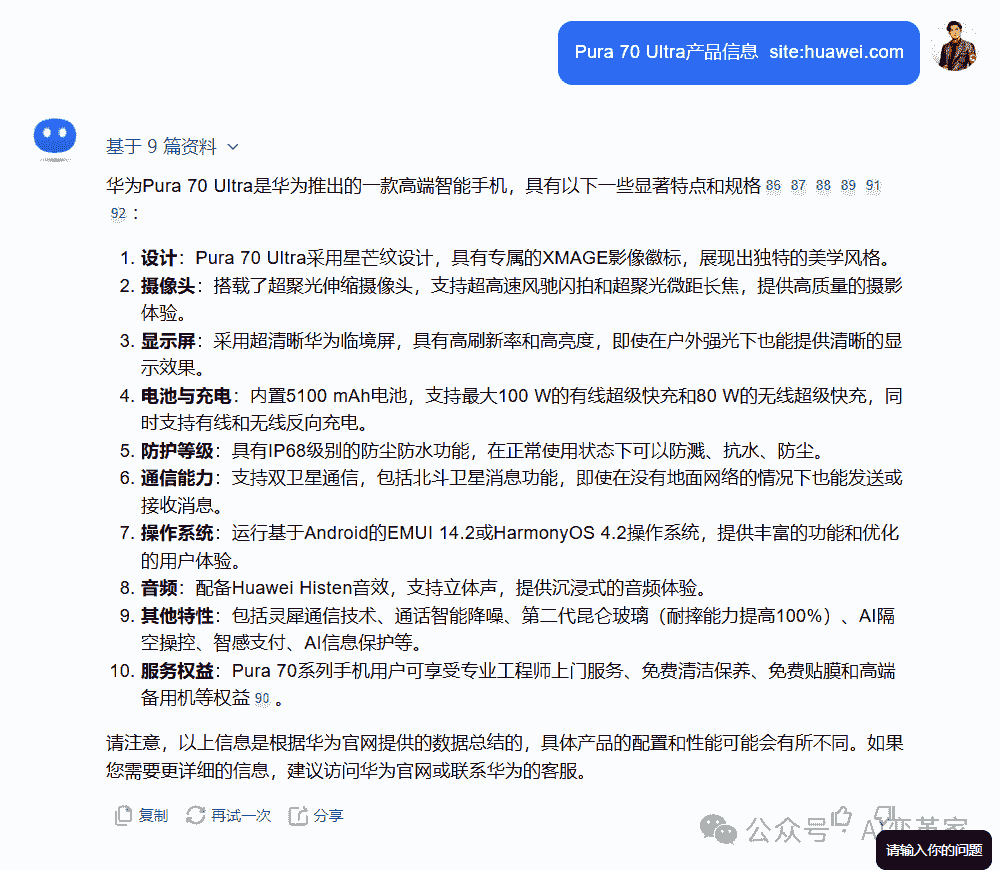 Pura 70 Ultra产品信息 site:huawei.com
基于 9 篇资料
华为Pura 70 Ultra是华为推出的一款高端智能手机，具有以下一些显著特点和规格 86 87 88 89 91
92 ：
1. 设计：Pura 70 Ultra采用星芒纹设计，具有专属的XMAGE影像徽标，展现出独特的美学风格。
2. 摄像头：搭载了超聚光伸缩摄像头，支持超高速风驰闪拍和超聚光微距长焦，提供高质量的摄影
体验。
3. 显示屏：采用超清晰华为临境屏，具有高刷新率和高亮度，即使在户外强光下也能提供清晰的显
示效果。
4. 电池与充电：内置5100 mAh电池，支持最大100 W的有线超级快充和80 W的无线超级快充，同
时支持有线和无线反向充电。
5. 防护等级：具有IP68级别的防尘防水功能，在正常使用状态下可以防溅、抗水、防尘。
6. 通信能力：支持双卫星通信，包括北斗卫星消息功能，即使在没有地面网络的情况下也能发送或
接收消息。
7. 操作系统：运行基于Android的EMUI 14.2或HarmonyOS 4.2操作系统，提供丰富的功能和优化
的用户体验。
8. 音频：配备Huawei Histen音效，支持立体声，提供沉浸式的音频体验。
9. 其他特性：包括灵犀通信技术、通话智能降噪、第二代昆仑玻璃（耐摔能力提高100%）、AI隔
空操控、智感支付、AI信息保护等。
10. 服务权益：Pura 70系列手机用户可享受专业工程师上门服务、免费清洁保养、免费贴膜和高端
备用机等权益 90 。
请注意，以上信息是根据华为官网提供的数据总结的，具体产品的配置和性能可能会有所不同。如果
您需要更详细的信息，建议访问华为官网或联系华为的客服。
复制 再试一次 分享
公众号 · AI变革家
请输入你的问题